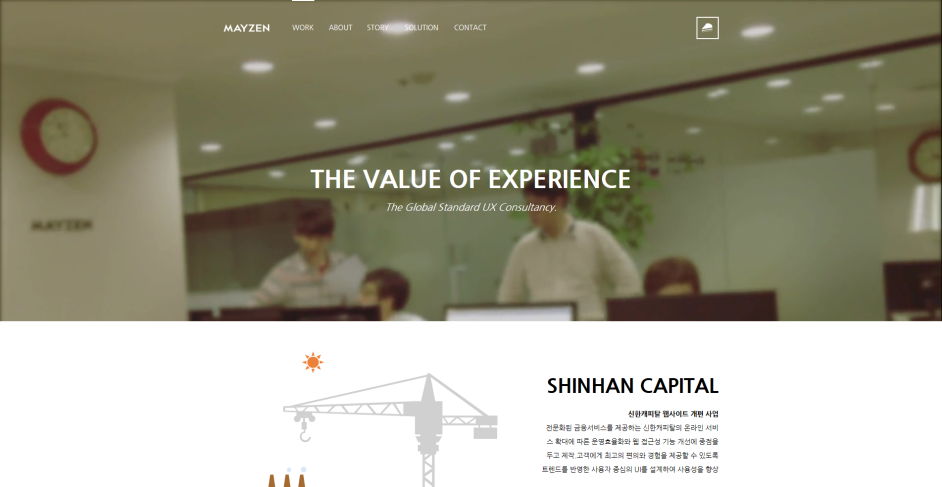 MAYZEN WORK ABOUT STORY SOLUTION CONTACT
MAYZEN
THE VALUE OF EXPERIENCE
The Global Standard UX Consultancy.
SHINHAN CAPITAL
신한캐피탈 웹사이트 개편 사업
전문화된 금융서비스를 제공하는 신한캐피탈의 온라인 서비
스 확대에 따른 운영효율화와 웹 접근성 기능 개선에 중점을
두고 제작 고객에게 최고의 편의와 경험을 제공할 수 있도록
트렌드를 반영한 사용자 중심의 UI를 설계하여 사용성을 향상